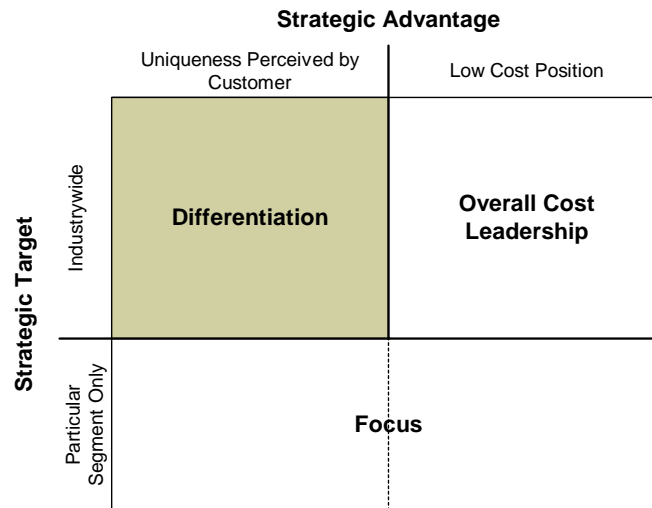 Strategic Advantage
Uniqueness Perceived by
Customer
Low Cost Position
Strategic Target
Industrywide
Differentiation
Overall Cost
Leadership
Particular
Segment Only
Focus